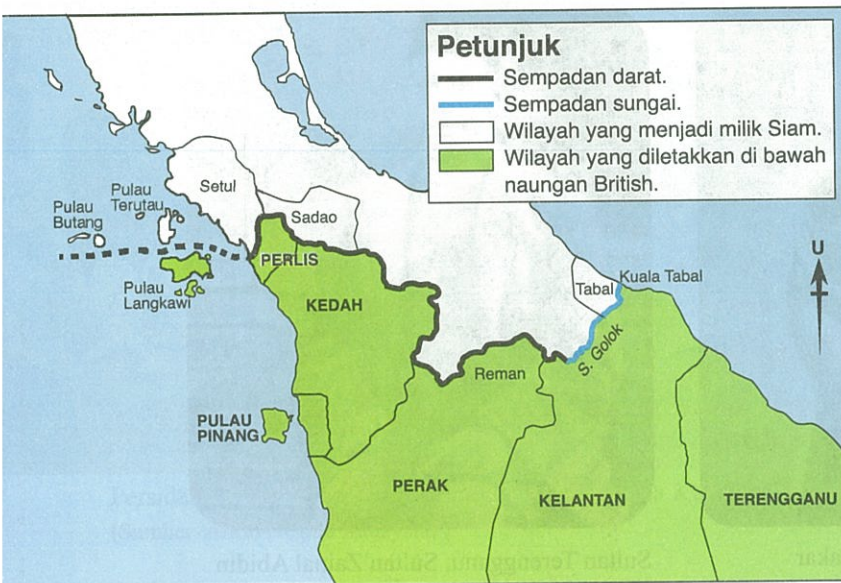 Petunjuk
Sempadan darat.
Sempadan sungai.
Wilayah yang menjadi milik Siam.
Wilayah yang diletakkan di bawah
naungan British.
Setul
Pulau
Terutau
Pulau
Butang
Sadao
PERLIS
Pulau
Langkawi
KEDAH
U
Tabal
Kuala Tabal
S. Golok
Reman
PULAU
PINANG
PERAK
KELANTAN
TERENGGANU
Sultan Terengganu, Sultan Zainal Abidin